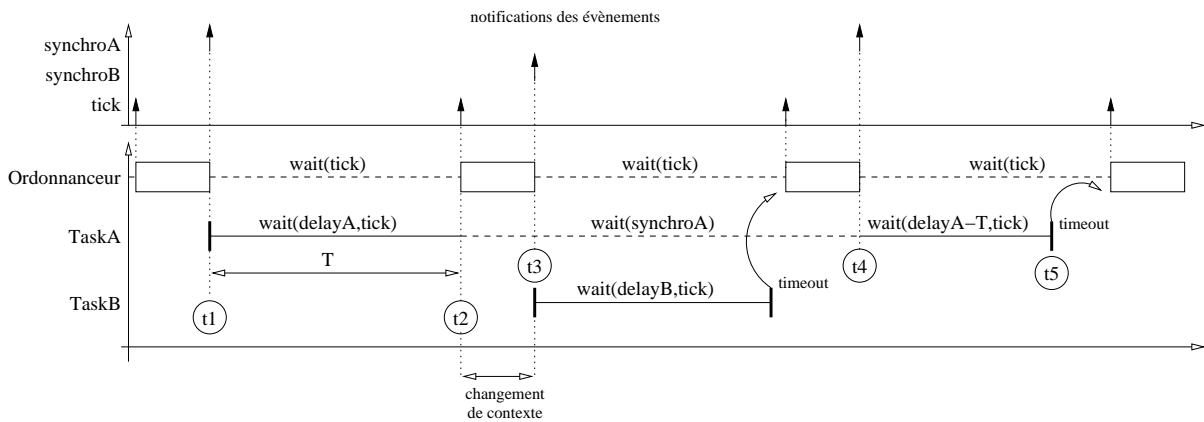 notifications des évènements
synchroA
synchroB
tick
Ordonnanceur
wait(tick)
wait(tick)
wait(tick)
TaskA
wait(delayA,tick)
wait(synchroA)
wait(delayA−T,tick)
timeout
T
t3
t4
t5
TaskB
wait(delayB,tick)
timeout
t1
t2
changement
de contexte